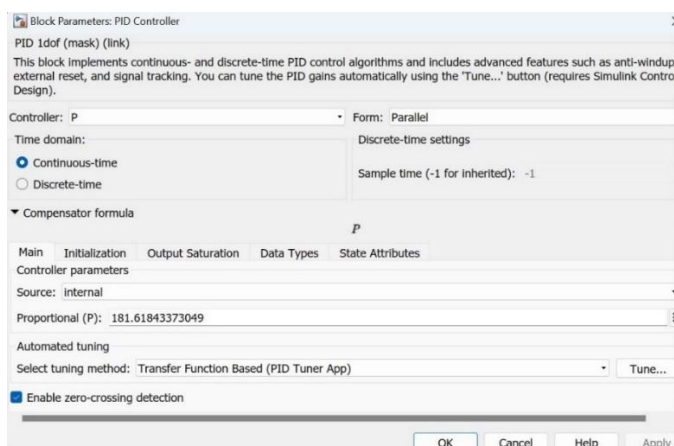 Block Parameters: PID Controller
PID 1dof (mask) (link)
This block implements continuous- and discrete-time PID control algorithms and includes advanced features such as anti-windup
external reset, and signal tracking. You can tune the PID gains automatically using the 'Tune...' button (requires Simulink Contro
Design).
Controller: P Form: Parallel
Time domain: Discrete-time settings
Continuous-time
Sample time (-1 for inherited): -1
Discrete-time
Compensator formula
P
Main Initialization Output Saturation Data Types State Attributes
Controller parameters
Source: internal
Proportional (P): 181.61843373049
Automated tuning
Select tuning method: Transfer Function Based (PID Tuner App) Tune...
Enable zero-crossing detection
OK Cancel Help Apply